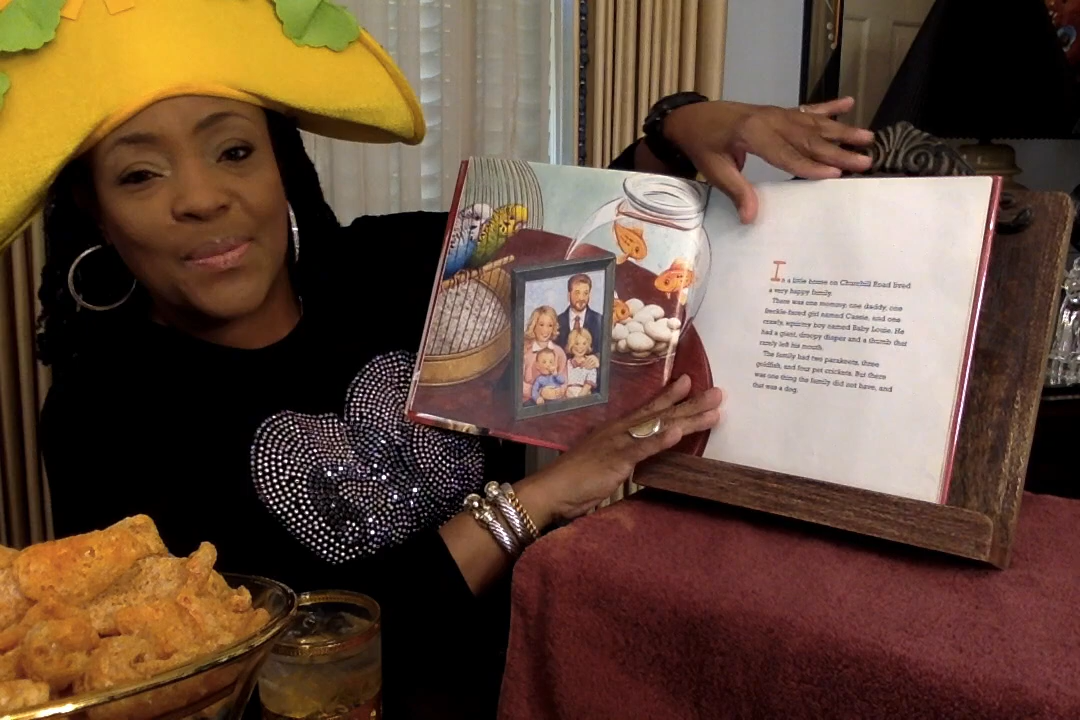 In a little house on Churchill Road lived
a very happy family.
There was one mommy, one daddy, one
freckle-faced girl named Cassie, and one
crawly, squirmy boy named Baby Louie. He
had a giant, droopy diaper and a thumb that
rarely left his mouth.
The family had two parakeets, three
goldfish, and four pet crickets. But there
was one thing the family did not have, and
that was a dog.